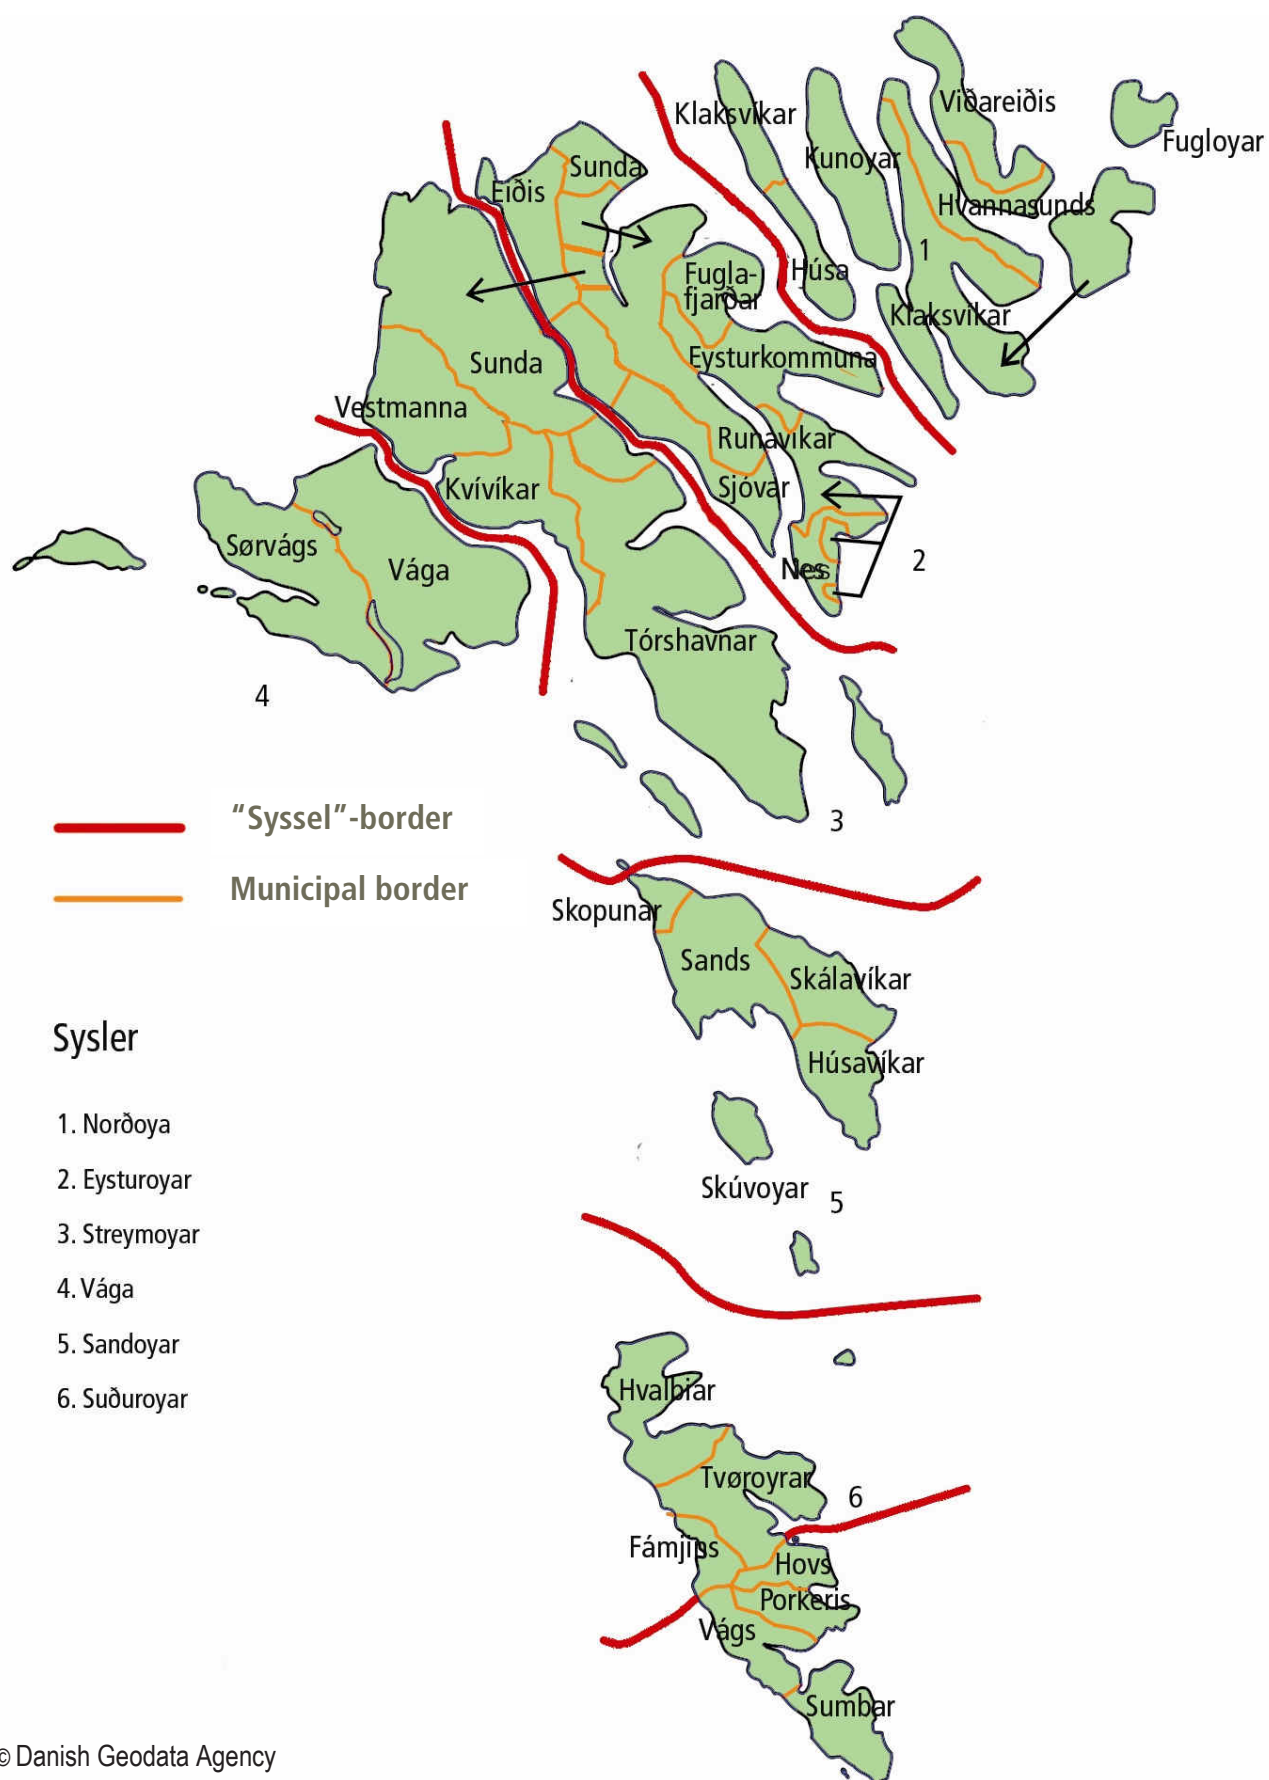 Viðareiðis
Klaksvíkar
Fugloyar
Kunoyar
Sunda
Eiðis
Hvannasunds
1
Fugla-
fjarðar
Húsa
Klaksvíkar
Eysturkommuna
Sunda
Vestmanna
Runavíkar
Kvívíkar
Sjóvar
Sørvágs
Vága
2
Nes
Tórshavnar
4
3
“Syssel”-border
Municipal border
Skopunar
Sands
Skálavíkar
Húsavíkar
Skúvoyar
5
Sysler
1. Norðoya
2. Eysturoyar
3. Streymoyar
4. Vága
5. Sandoyar
6. Suðuroyar
Hvalbiar
Tvøroyrar
6
Fámjins
Hovs
Porkeris
Vágs
Sumbar
© Danish Geodata Agency